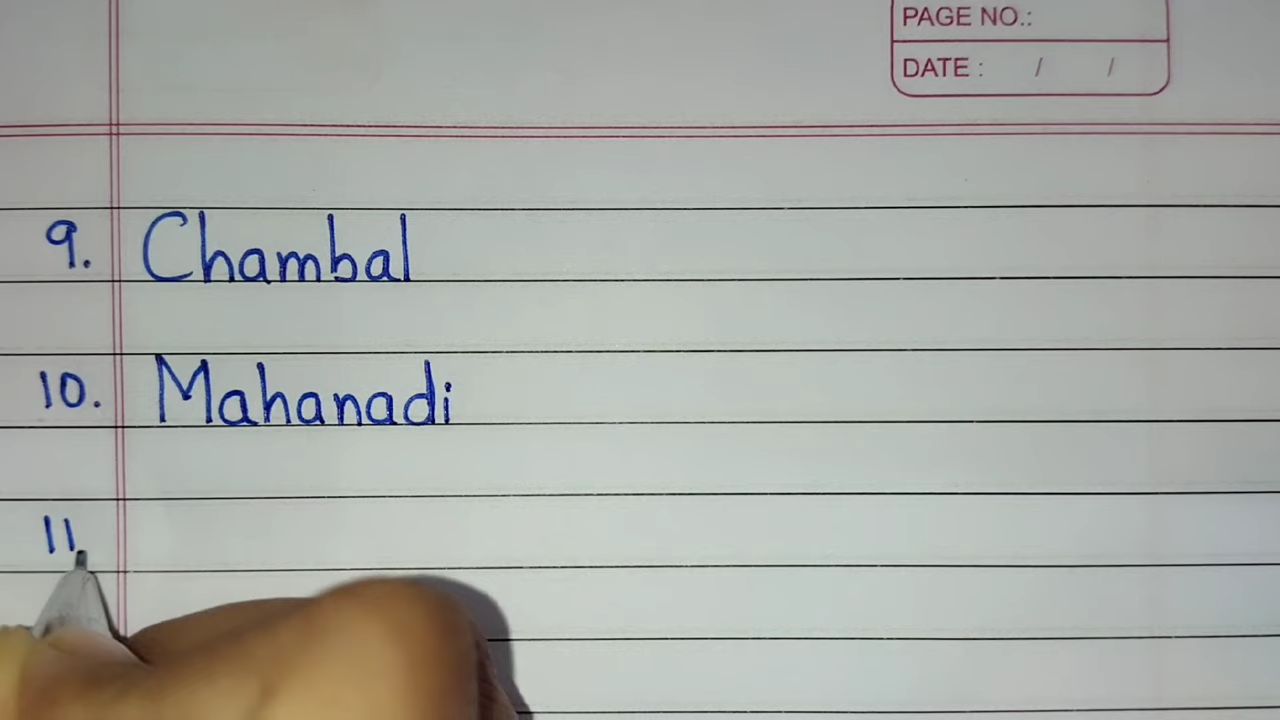 PAGE NO.:
DATE : / /
9. Chambal
10. Mahanadi
11